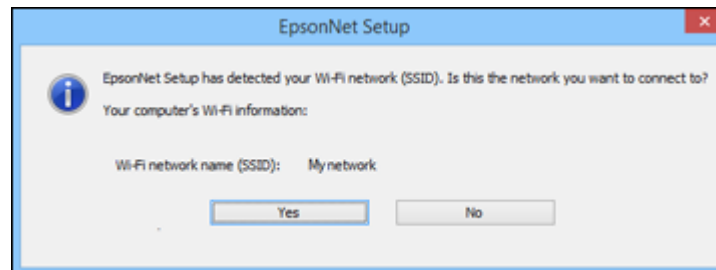 EpsonNet Setup
EpsonNet Setup has detected your Wi-Fi network (SSID). Is this the network you want to connect to?
Your computer's Wi-Fi information:
Wi-Fi network name (SSID): My network
Yes No